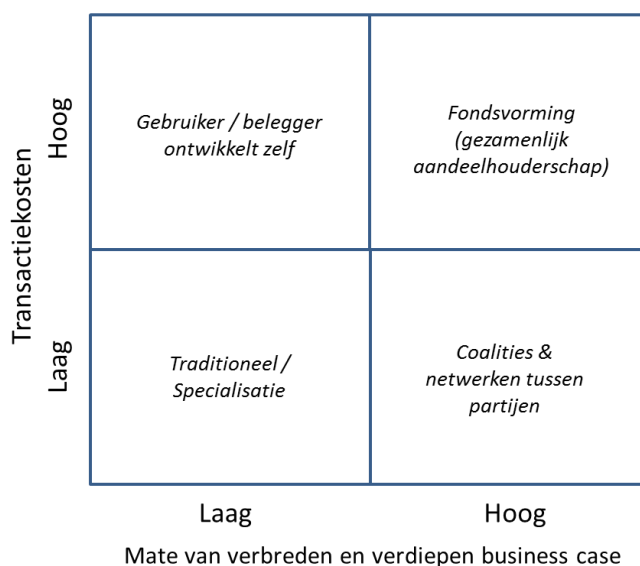 Transactiekosten
Hoog
Gebruiker / belegger
ontwikkelt zelf
Fondsvorming
(gezamenlijk
aandeelhouderschap)
Laag
Traditioneel /
Specialisatie
Coalities &
netwerken tussen
partijen
Laag
Hoog
Mate van verbreden en verdiepen business case